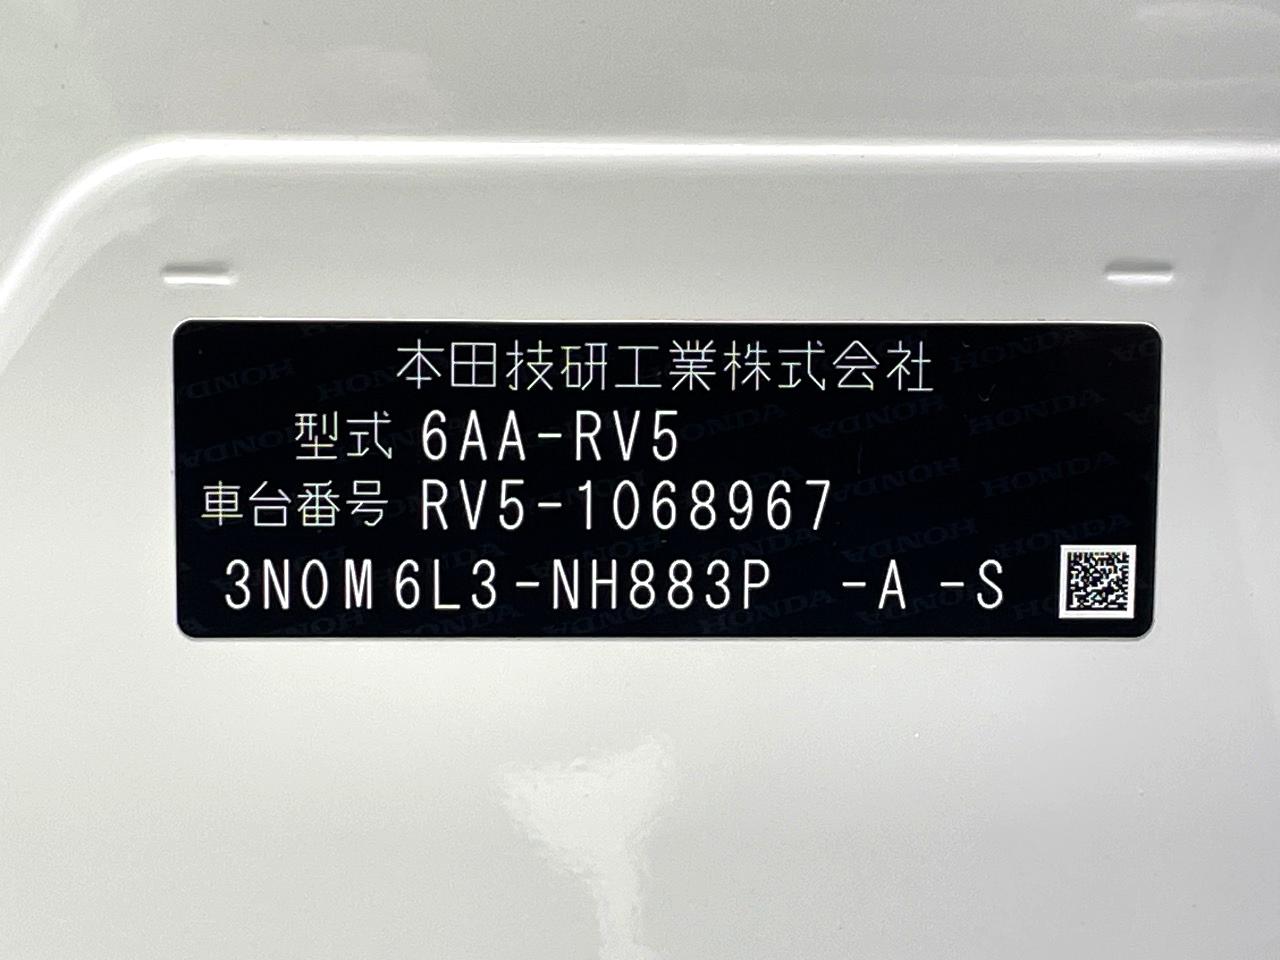 本田技研工業株式会社
型式 6AA-RV5
車台番号 RV5-1068967
3N0M6L3-NH883P -A -S